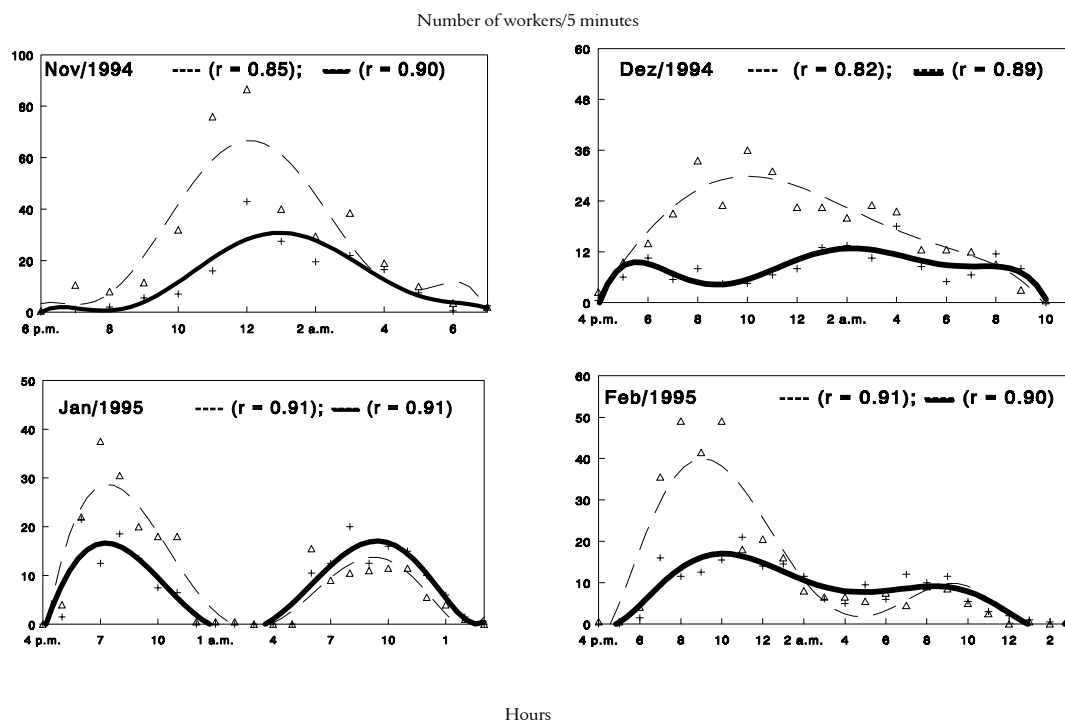 Number of workers/5 minutes
100
80
60
40
20
0
Nov/1994 ---- (r = 0.85); (r = 0.90)
6 p.m. 8 10 12 2 a.m. 4 6
60
48
36
24
12
0
Dez/1994 ---- (r = 0.82); (r = 0.89)
4 p.m. 6 8 10 12 2 a.m. 4 6 8 10
50
40
30
20
10
0
Jan/1995 ---- (r = 0.91); (r = 0.91)
4 p.m. 7 10 1 a.m. 4 7 10 1
60
50
40
30
20
10
0
Feb/1995 ---- (r = 0.91); (r = 0.90)
4 p.m. 6 8 10 12 2 a.m. 4 6 8 10 12 2
Hours